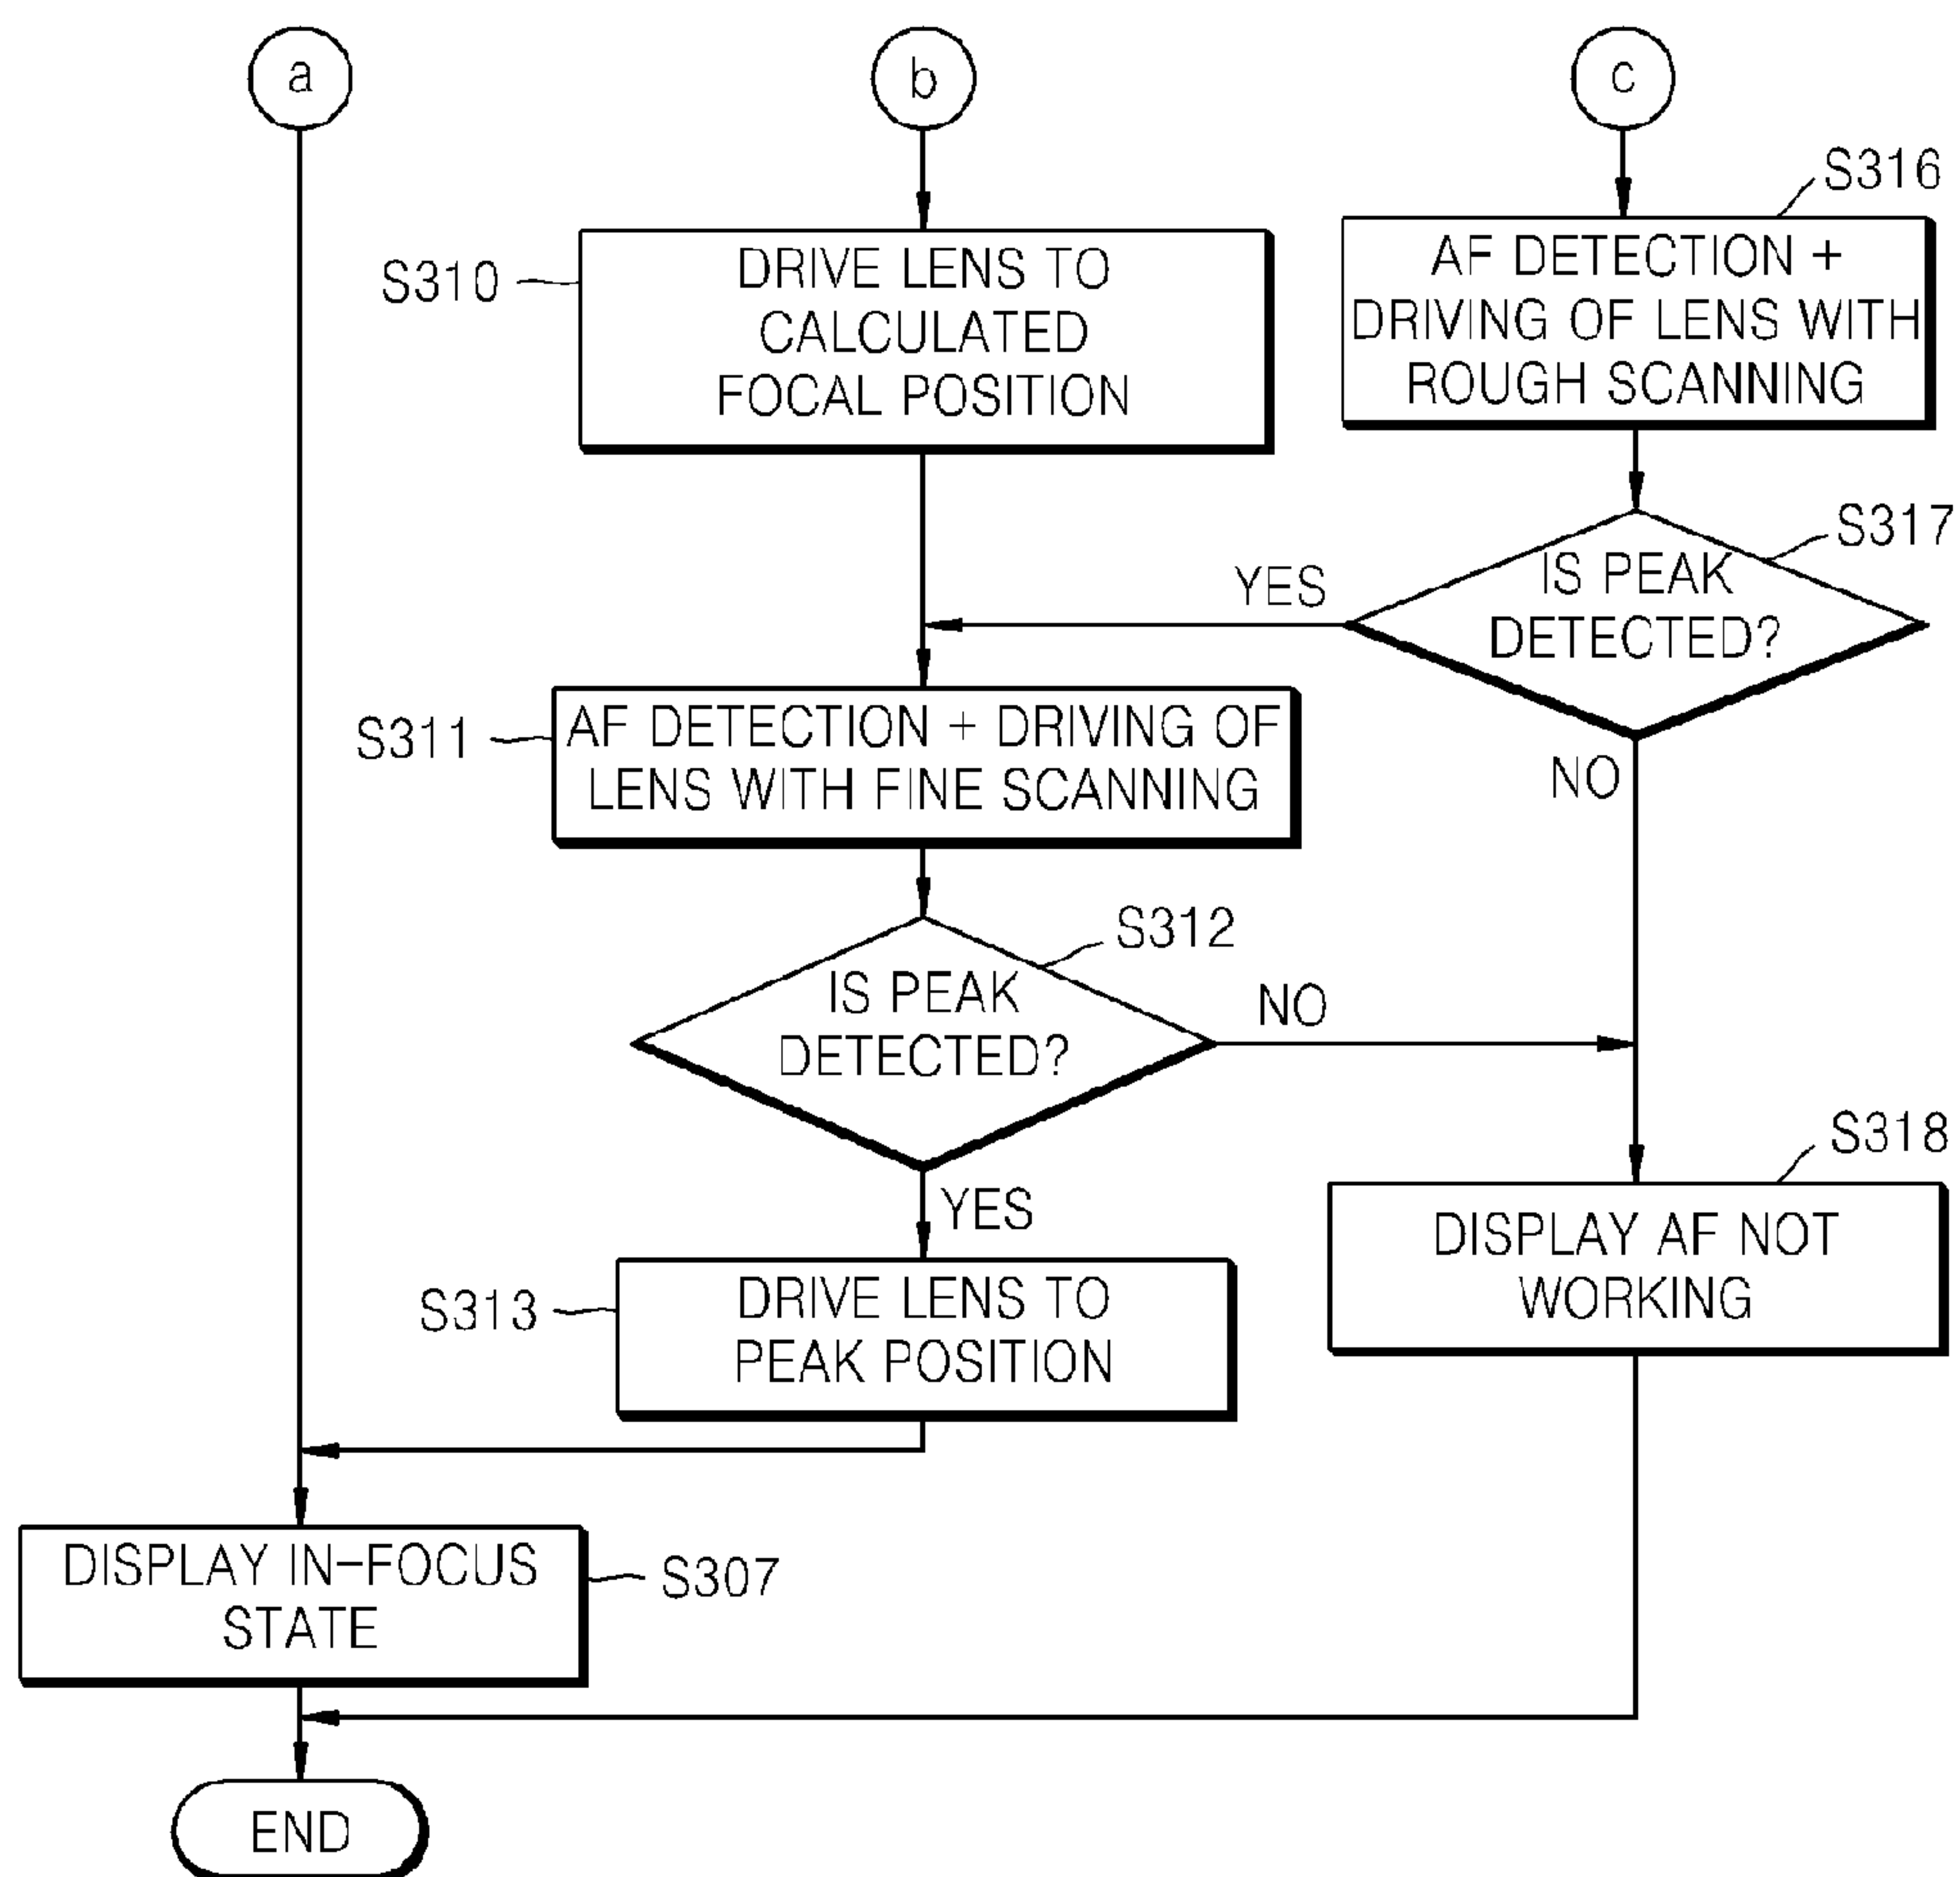 a
b
c
S316
AF DETECTION +
DRIVING OF LENS WITH
ROUGH SCANNING
S310
DRIVE LENS TO
CALCULATED
FOCAL POSITION
S317
IS PEAK
DETECTED?
YES
NO
S311
AF DETECTION + DRIVING OF
LENS WITH FINE SCANNING
S312
IS PEAK
DETECTED?
NO
YES
S318
DISPLAY AF NOT
WORKING
S313
DRIVE LENS TO
PEAK POSITION
DISPLAY IN-FOCUS
STATE
S307
END